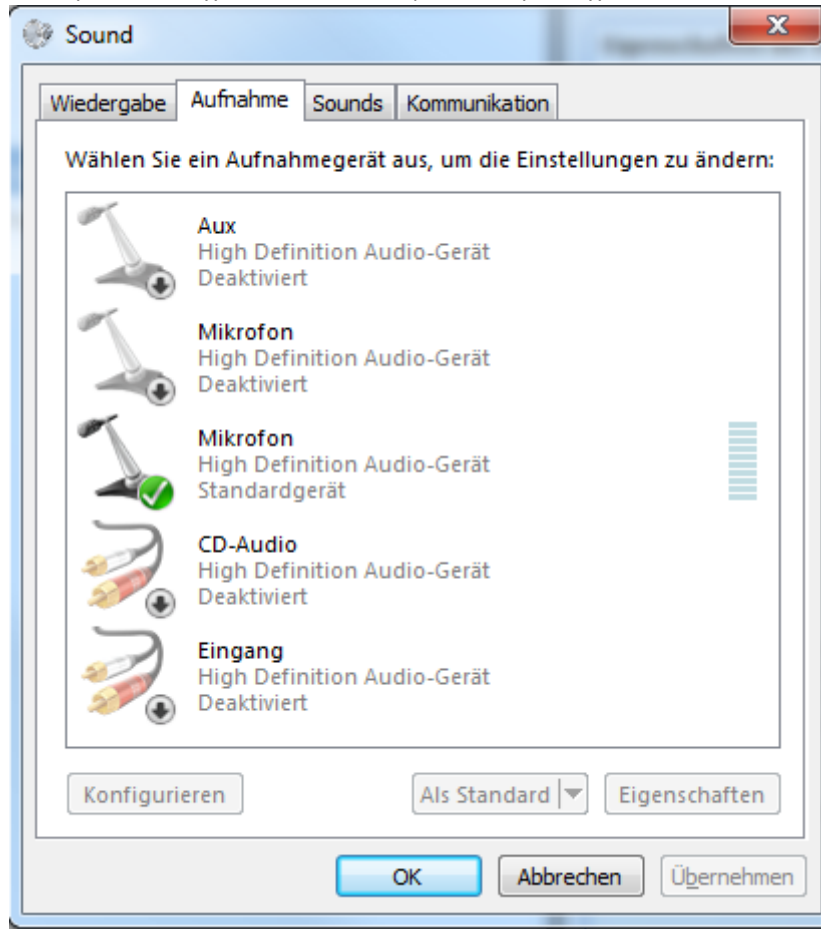 Sound
Wiedergabe Aufnahme Sounds Kommunikation
Wählen Sie ein Aufnahmegerät aus, um die Einstellungen zu ändern:
Aux
High Definition Audio-Gerät
Deaktiviert
Mikrofon
High Definition Audio-Gerät
Deaktiviert
Mikrofon
High Definition Audio-Gerät
Standardgerät
CD-Audio
High Definition Audio-Gerät
Deaktiviert
Eingang
High Definition Audio-Gerät
Deaktiviert
Konfigurieren Als Standard Eigenschaften
OK Abbrechen Übernehmen